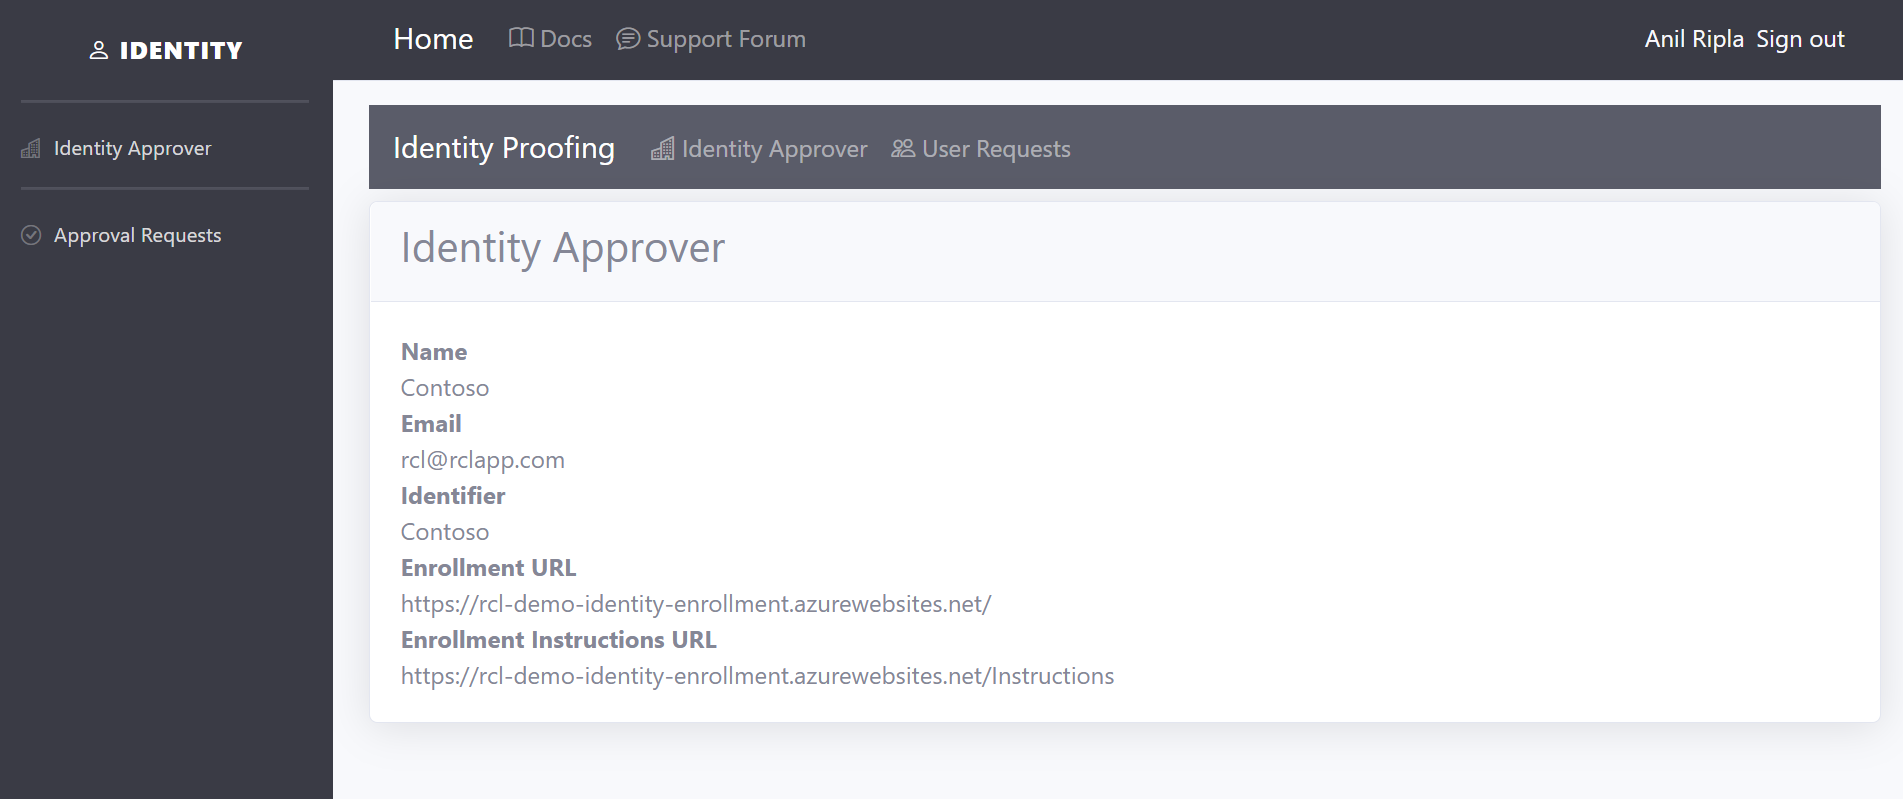 IDENTITY
Identity Approver
Approval Requests
Home Docs Support Forum Anil Ripla Sign out
Identity Proofing Identity Approver User Requests
Identity Approver
Name
Contoso
Email
rcl@rclapp.com
Identifier
Contoso
Enrollment URL
https://rcl-demo-identity-enrollment.azurewebsites.net/
Enrollment Instructions URL
https://rcl-demo-identity-enrollment.azurewebsites.net/Instructions